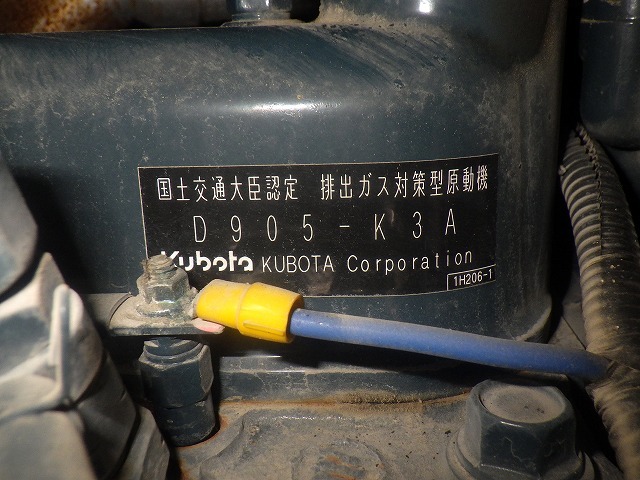 国土交通大臣認定 排出ガス対策型原動機
D905-K3A
Kubota KUBOTA Corporation
1H206-1